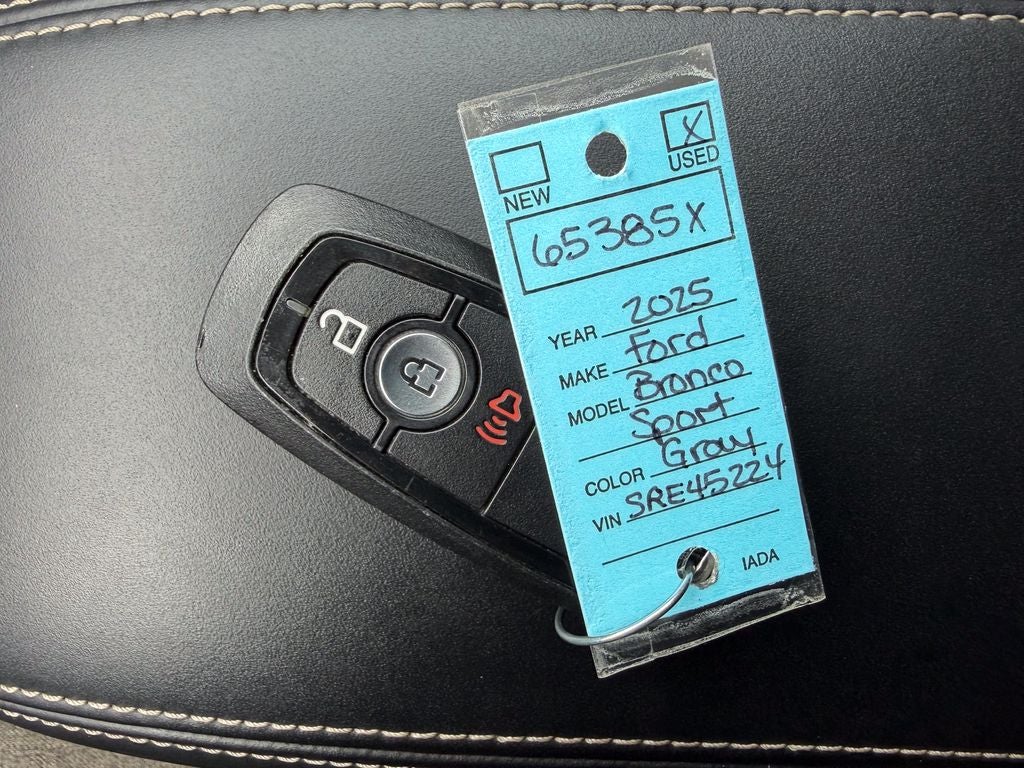 NEW X USED
65385X
YEAR 2025
MAKE Ford
MODEL Bronco
Sport
COLOR Gray
VIN SRE45224
IADA